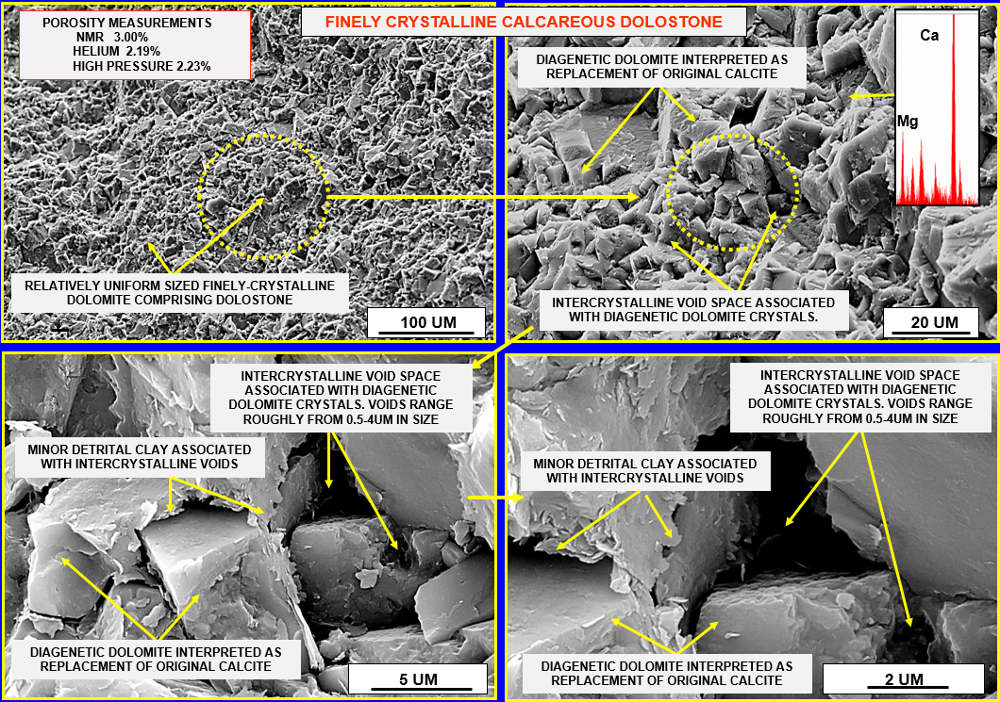 FINELY CRYSTALLINE CALCAREOUS DOLOSTONE
POROSITY MEASUREMENTS
NMR 3.00%
HELIUM 2.19%
HIGH PRESSURE 2.23%
RELATIVELY UNIFORM SIZED FINELY-CRYSTALLINE
DOLOMITE COMPRISING DOLOSTONE
100 UM
DIAGENETIC DOLOMITE INTERPRETED AS
REPLACEMENT OF ORIGINAL CALCITE
Ca
Mg
INTERCRYSTALLINE VOID SPACE ASSOCIATED
WITH DIAGENETIC DOLOMITE CRYSTALS.
20 UM
INTERCRYSTALLINE VOID SPACE
ASSOCIATED WITH DIAGENETIC
DOLOMITE CRYSTALS. VOIDS RANGE
ROUGHLY FROM 0.5-4UM IN SIZE
MINOR DETRITAL CLAY ASSOCIATED
WITH INTERCRYSTALLINE VOIDS
DIAGENETIC DOLOMITE INTERPRETED AS
REPLACEMENT OF ORIGINAL CALCITE
5 UM
INTERCRYSTALLINE VOID SPACE
ASSOCIATED WITH DIAGENETIC
DOLOMITE CRYSTALS. VOIDS RANGE
ROUGHLY FROM 0.5-4UM IN SIZE
MINOR DETRITAL CLAY ASSOCIATED
WITH INTERCRYSTALLINE VOIDS
DIAGENETIC DOLOMITE INTERPRETED AS
REPLACEMENT OF ORIGINAL CALCITE
2 UM